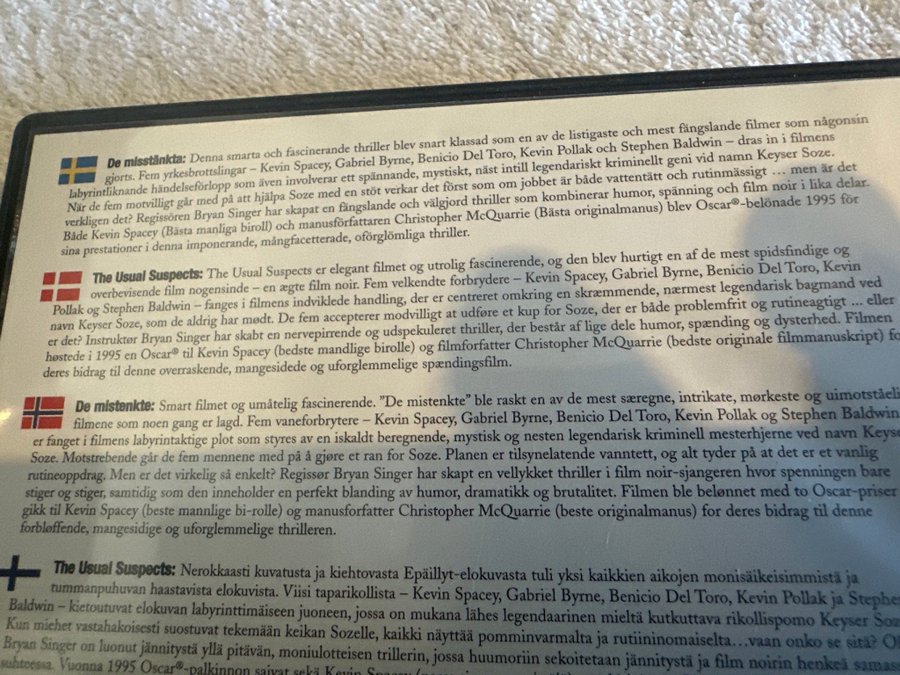 De misstänkta: Denna smarta och fascinerande thriller blev snart klassad som en av de listigaste och mest fängslande filmer som någonsin
gjorts. Fem yrkesbrottslingar – Kevin Spacey, Gabriel Byrne, Benicio Del Toro, Kevin Pollak och Stephen Baldwin – dras in i filmens
labyrintliknande händelseförlopp som även involverar ett spännande, mystiskt, näst intill legendariskt kriminellt geni vid namn Keyser Soze.
När de fem motvilligt går med på att hjälpa Soze med en stöt verkar det först som om jobbet är både vattentätt och rutinmässigt … men är det
verkligen det? Regissören Bryan Singer har skapat en fängslande och välgjord thriller som kombinerar humor, spänning och film noir i lika delar.
Både Kevin Spacey (Bästa manliga biroll) och manusförfattaren Christopher McQuarrie (Bästa originalmanus) blev Oscar®-belönade 1995 för
sina prestationer i denna imponerande, mångfacetterade, oförglömliga thriller.
The Usual Suspects: The Usual Suspects er elegant filmet og utrolig fascinerende, og den blev hurtigt en af de mest spidsfindige og
overbevisende film nogensinde – en ægte film noir. Fem velkendte forbrydere – Kevin Spacey, Gabriel Byrne, Benicio Del Toro, Kevin
Pollak og Stephen Baldwin – fanges i filmens indviklede handling, der er centreret omkring en skræmmende, nærmest legendarisk bagmand ved
navn Keyser Soze, som de aldrig har mødt. De fem accepterer modvilligt at udføre et kup for Soze, der er både problemfrit og rutineagtigt ... eller
er det? Instruktør Bryan Singer har skabt en nervepirrende og udspekuleret thriller, der består af lige dele humor, spænding og dysterhed. Filmen
høstede i 1995 en Oscar® til Kevin Spacey (bedste mandlige birolle) og filmforfatter Christopher McQuarrie (bedste originale filmmanuskript) fo
deres bidrag til denne overraskende, mangesidede og uforglemmelige spændingsfilm.
De mistenkte: Smart filmet og umåtelig fascinerende. "De mistenkte" ble raskt en av de mest særegne, intrikate, mørkeste og uimotståeli
filmene som noen gang er lagd. Fem vaneforbrytere – Kevin Spacey, Gabriel Byrne, Benicio Del Toro, Kevin Pollak og Stephen Baldwin
er fanget i filmens labyrintaktige plot som styres av en iskaldt beregnende, mystisk og nesten legendarisk kriminell mesterhjerne ved navn Keyse
Soze. Motstrebende går de fem mennene med på å gjøre et ran for Soze. Planen er tilsynelatende vanntett, og alt tyder på at det er et vanlig
rutineoppdrag. Men er det virkelig så enkelt? Regissør Bryan Singer har skapt en vellykket thriller i film noir-sjangeren hvor spenningen bare
stiger og stiger, samtidig som den inneholder en perfekt blanding av humor, dramatikk og brutalitet. Filmen ble belønnet med to Oscar-priser
gikk til Kevin Spacey (beste mannlige bi-rolle) og manusforfatter Christopher McQuarrie (beste originalmanus) for deres bidrag til denne
forbløffende, mangesidige og uforglemmelige thrilleren.
The Usual Suspects: Nerokkaasti kuvatusta ja kiehtovasta Epäillyt-elokuvasta tuli yksi kaikkien aikojen monisäikeisimmistä ja
tummanpuhuvan haastavista elokuvista. Viisi taparikollista – Kevin Spacey, Gabriel Byrne, Benicio Del Toro, Kevin Pollak ja Stephe
Baldwin – kietoutuvat elokuvan labyrinttimäiseen juoneen, jossa on mukana lähes legendaarinen mieltä kutkuttava rikollispomo Keyser Soz
Kun miehet vastahakoisesti suostuvat tekemään keikan Sozelle, kaikki näyttää pomminvarmalta ja rutiininomaiselta…vaan onko se sitä? O
Bryan Singer on luonut jännitystä yllä pitävän, moniulotteisen trillerin, jossa huumoriin sekoitetaan jännitystä ja film noirin henkeä samass
suhteessa. Vuonna 1995 Oscar®-palkinnon saivat sekä Kevin Spacey